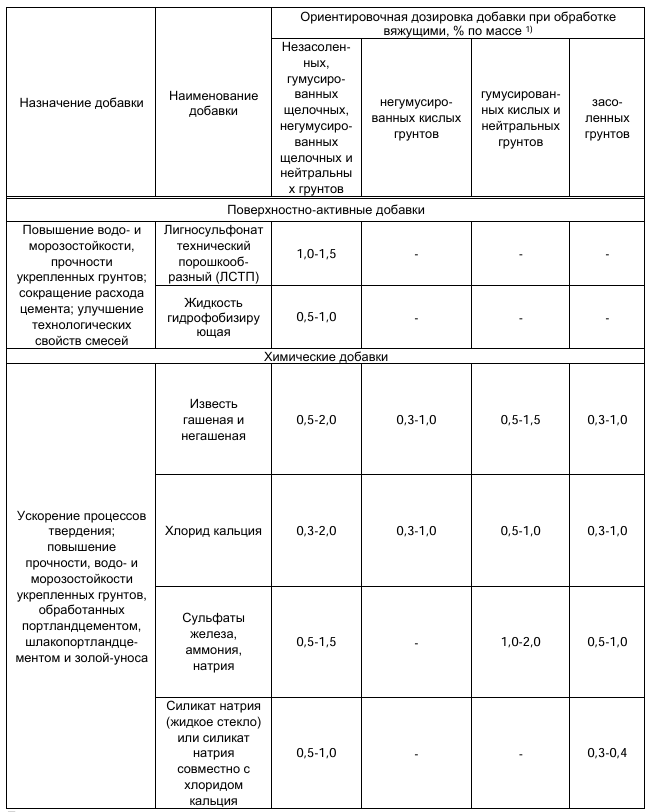 Назначение добавки
Наименование
добавки
Ориентировочная дозировка добавки при обработке
вяжущими, % по массе 1)
Незасолен-
ных,
гумусиро-
ванных
щелочных,
негумусиро-
ванных
щелочных и
нейтральны
х грунтов
негумусиро-
ванных кислых
грунтов
гумусирован-
ных кислых и
нейтральных
грунтов
засо-
ленных
грунтов
Поверхностно-активные добавки
Повышение водо- и
морозостойкости,
прочности
укрепленных грунтов;
сокращение расхода
цемента; улучшение
технологических
свойств смесей
Лигносульфонат
технический
порошкооб-
разный (ЛСТП)
1,0-1,5
-
-
-
Жидкость
гидрофобизиру
ющая
0,5-1,0
-
-
-
Химические добавки
Ускорение процессов
твердения;
повышение
прочности, водо- и
морозостойкости
укрепленных грунтов,
обработанных
портландцементом,
шлакопортландце-
ментом и золой-уноса
Известь
гашеная и
негашеная
0,5-2,0
0,3-1,0
0,5-1,5
0,3-1,0
Хлорид кальция
0,3-2,0
0,3-1,0
0,5-1,0
0,3-1,0
Сульфаты
железа,
аммония,
натрия
0,5-1,5
-
1,0-2,0
0,5-1,0
Силикат натрия
(жидкое стекло)
или силикат
натрия
совместно с
хлоридом
кальция
0,5-1,0
-
-
0,3-0,4